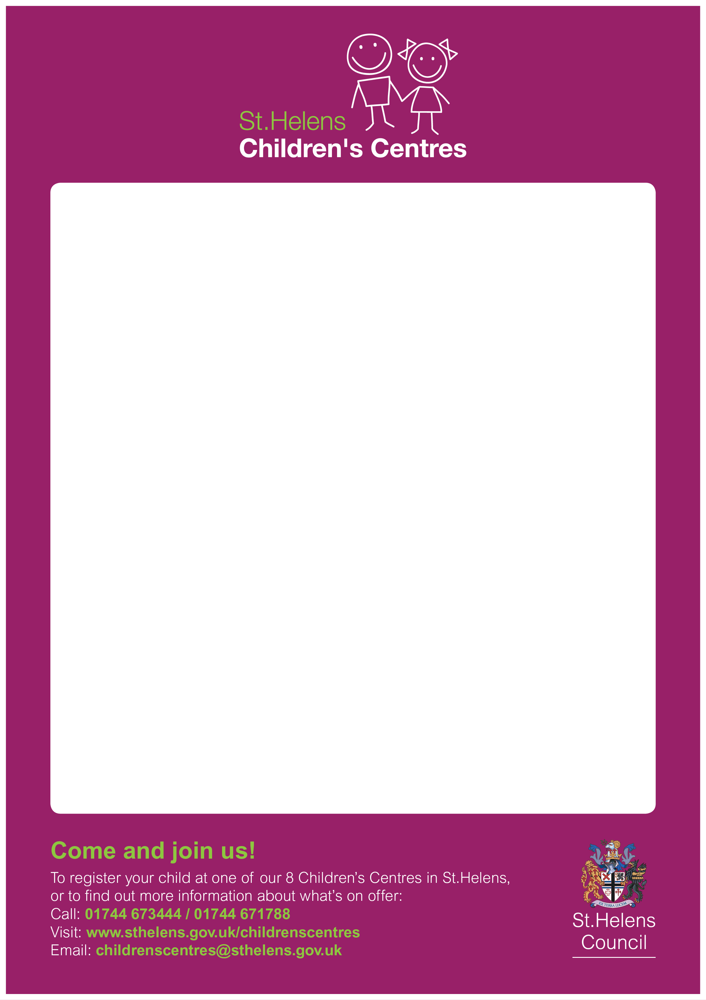 St.Helens
Children's Centres
Come and join us!
To register your child at one of our 8 Children’s Centres in St.Helens,
or to find out more information about what’s on offer:
Call: 01744 673444 / 01744 671788
Visit: www.sthelens.gov.uk/childrenscentres
Email: childrenscentres@sthelens.gov.uk
EX TERRA LUCEM
St.Helens
Council